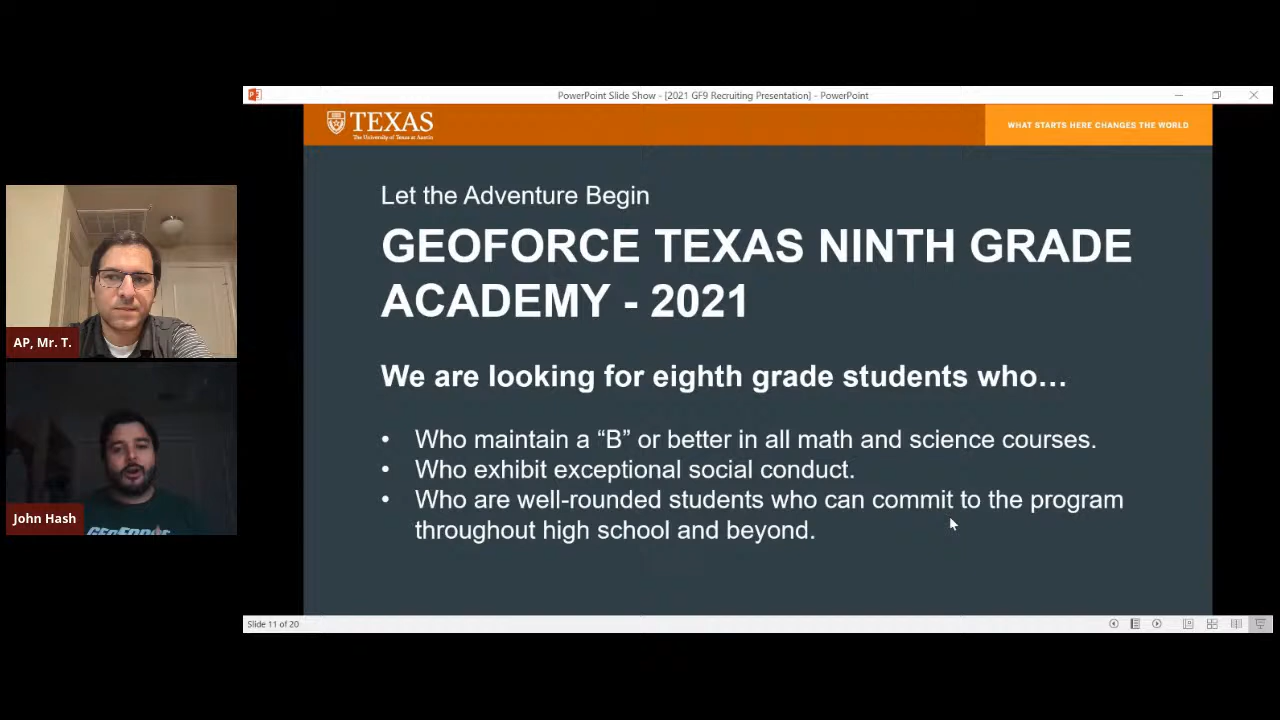 PowerPoint Slide Show - [2021 GF9 Recruiting Presentation] - PowerPoint
TEXAS
The University of Texas at Austin
WHAT STARTS HERE CHANGES THE WORLD
Let the Adventure Begin
GEOFORCE TEXAS NINTH GRADE
ACADEMY - 2021
We are looking for eighth grade students who…
• Who maintain a “B” or better in all math and science courses.
• Who exhibit exceptional social conduct.
• Who are well-rounded students who can commit to the program
throughout high school and beyond.
AP, Mr. T.
John Hash
GEOFORCE
Slide 11 of 20